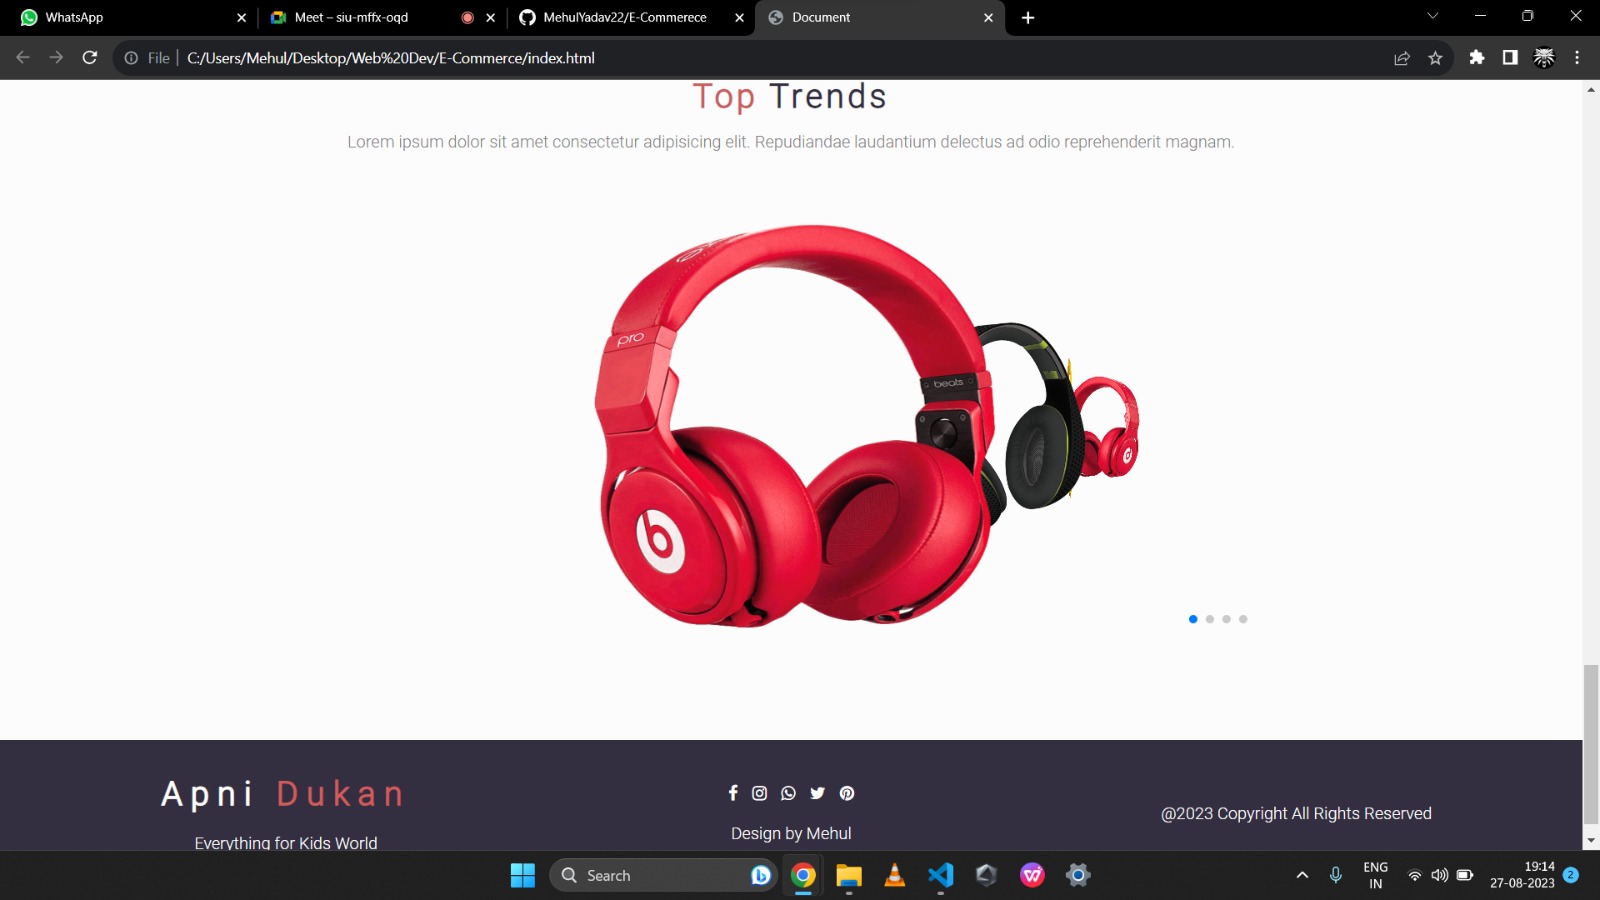 WhatsApp
Meet – siu-mffx-oqd
MehulYadav22/E-Commerece
Document
File
C:/Users/Mehul/Desktop/Web%20Dev/E-Commerce/index.html
Top Trends
Lorem ipsum dolor sit amet consectetur adipisicing elit. Repudiandae laudantium delectus ad odio reprehenderit magnam.
pro
beats
b
b
Apni Dukan
Everything for Kids World
Design by Mehul
@2023 Copyright All Rights Reserved
Search
ENG
IN
19:14
27-08-2023
2